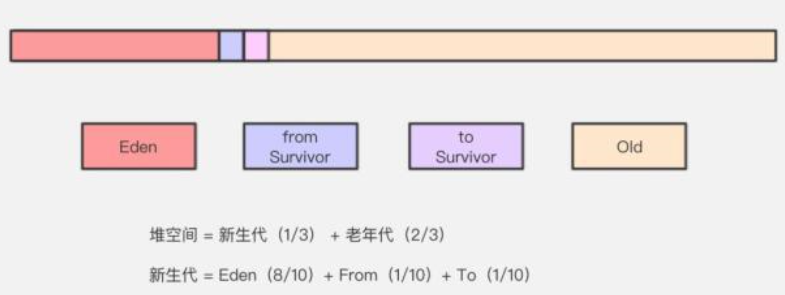 Eden
from
Survivor
to
Survivor
Old
堆空间 = 新生代（1/3） + 老年代（2/3）
新生代 = Eden（8/10）+ From（1/10）+ To（1/10）